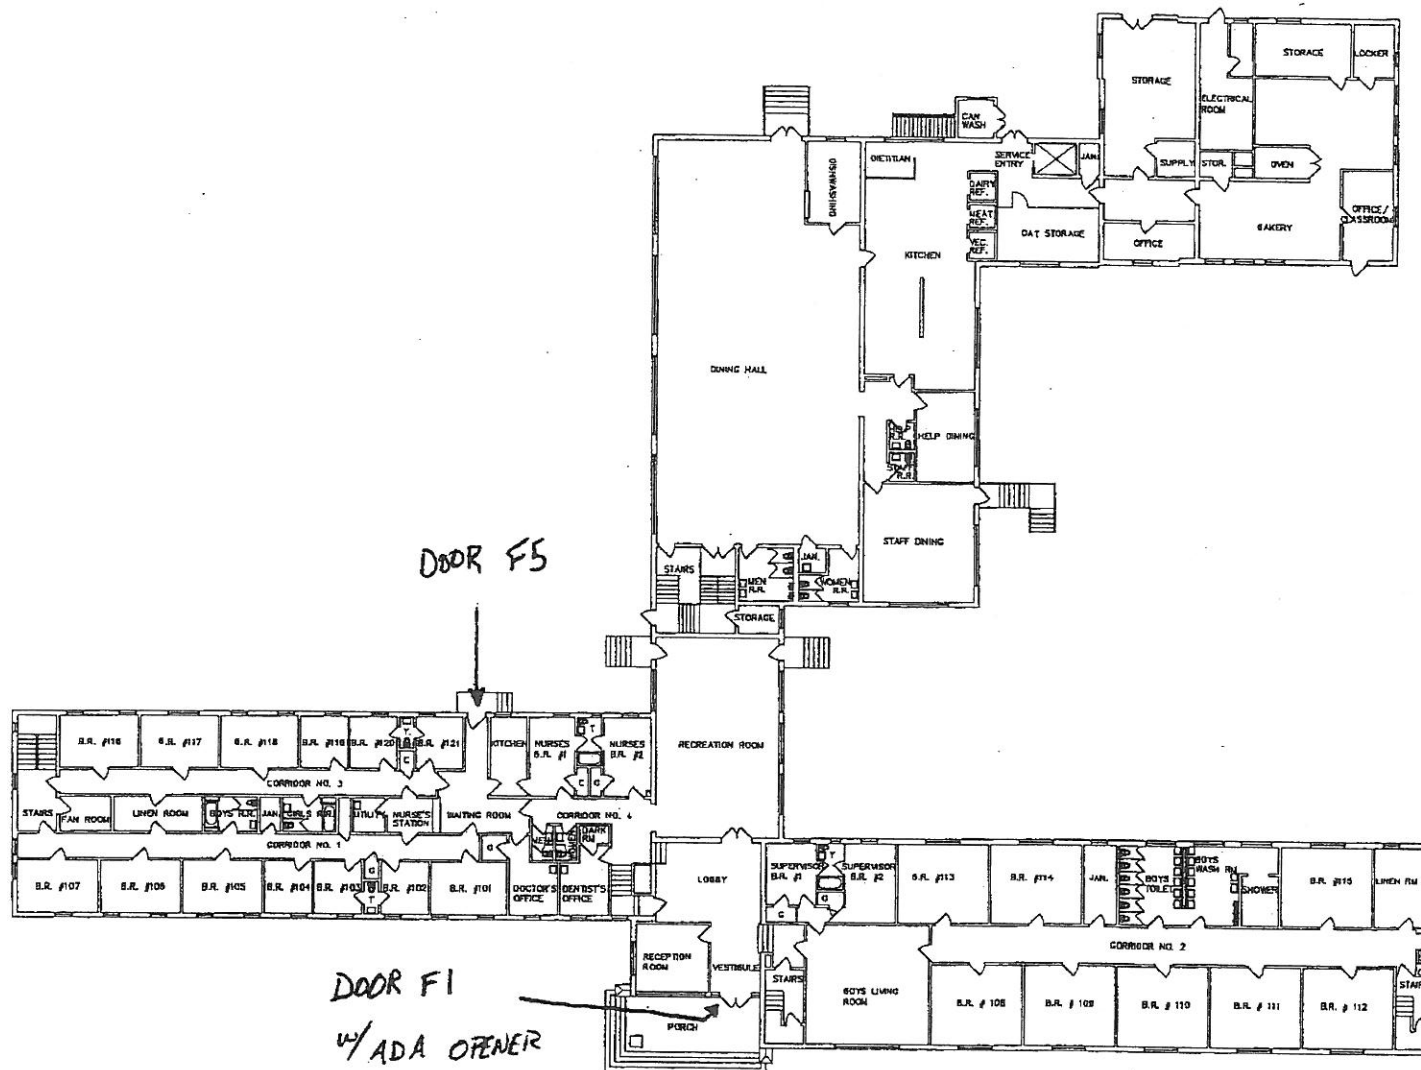 STORAGE
LOCKER
STORAGE
ELECTRICAL
ROOM
CAN
WASH
DIETITIAN
SERVICE
ENTRY
JAN.
SUPPLY
STOR.
OVEN
DISHWASHING
DAIRY
REF.
MEAT
REF.
VEG.
REF.
DAT STORAGE
OFFICE
BAKERY
OFFICE/
CLASSROOM
KITCHEN
DINING HALL
R.R.
HELP DINING
STAFF
R.R.
STAFF DINING
DOOR F5
STAIRS
MEN
R.R.
JAN.
WOMEN
R.R.
STORAGE
B.R. #116
B.R. #117
B.R. #118
B.R. #119
B.R. #120
T.
C
B.R. #121
KITCHEN
NURSES
B.R. #1
T
C
C
NURSES
B.R. #2
RECREATION ROOM
CORRIDOR NO. 3
STAIRS
FAN ROOM
LINEN ROOM
BOYS R.R.
JAN.
GIRLS R.R.
UTILITY
NURSE'S
STATION
WAITING ROOM
CORRIDOR NO. 4
DARK
RM
CORRIDOR NO. 1
C
B.R. #107
B.R. #106
B.R. #105
B.R. #104
B.R. #103
C
T
B.R. #102
B.R. #101
DOCTOR'S
OFFICE
DENTIST'S
OFFICE
LOBBY
SUPERVISOR
B.R. #1
T
C
C
SUPERVISOR
B.R. #2
B.R. #113
B.R. #114
JAN.
BOYS
TOILET
BOYS
WASH RM
SHOWER
B.R. #115
LINEN RM
CORRIDOR NO. 2
RECEPTION
ROOM
VESTIBULE
STAIRS
BOYS LIVING
ROOM
B.R. # 108
B.R. # 109
B.R. # 110
B.R. # 111
B.R. # 112
STAIR
PORCH
DOOR F1
W/ ADA OPENER